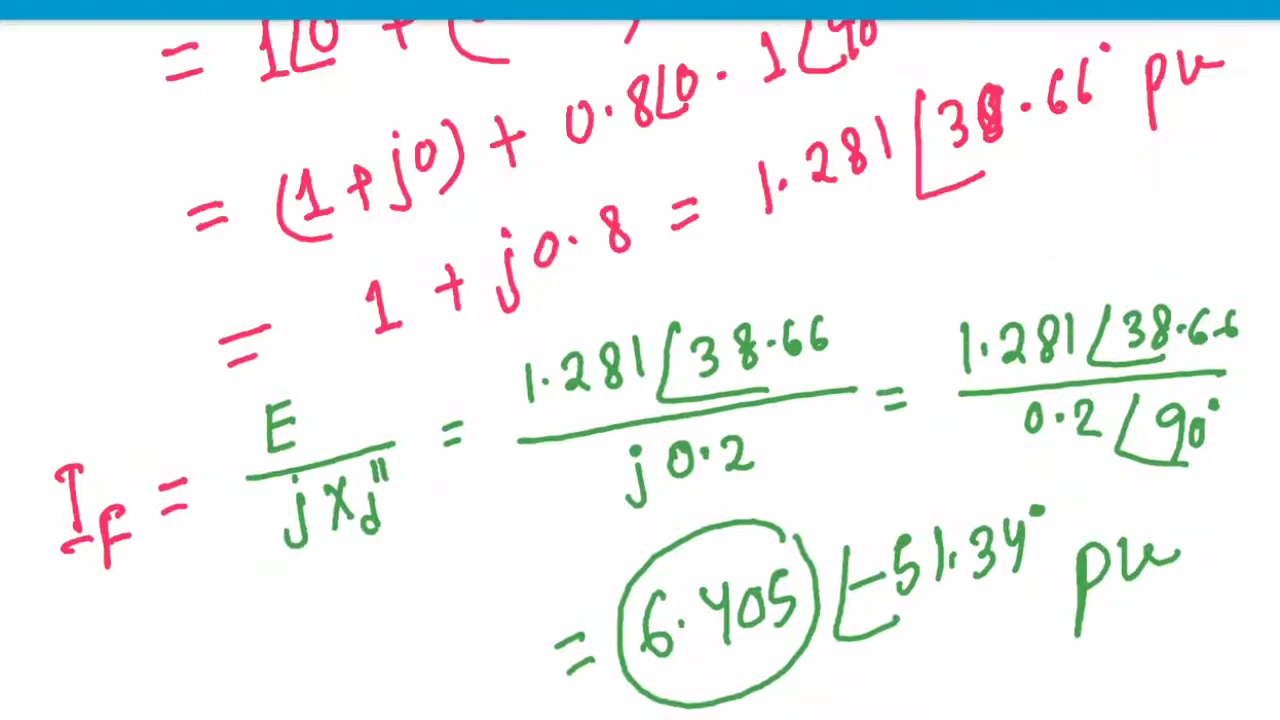 = 1∠0 + (
= (1+j0) + 0.8∠0 · 1∠90
= 1 + j0.8 = 1.281∠38.66° pu
I_f = E / jX_d'' = 1.281∠38.66 / j0.2 = 1.281∠38.66 / 0.2∠90°
= 6.405∠-51.34° pu